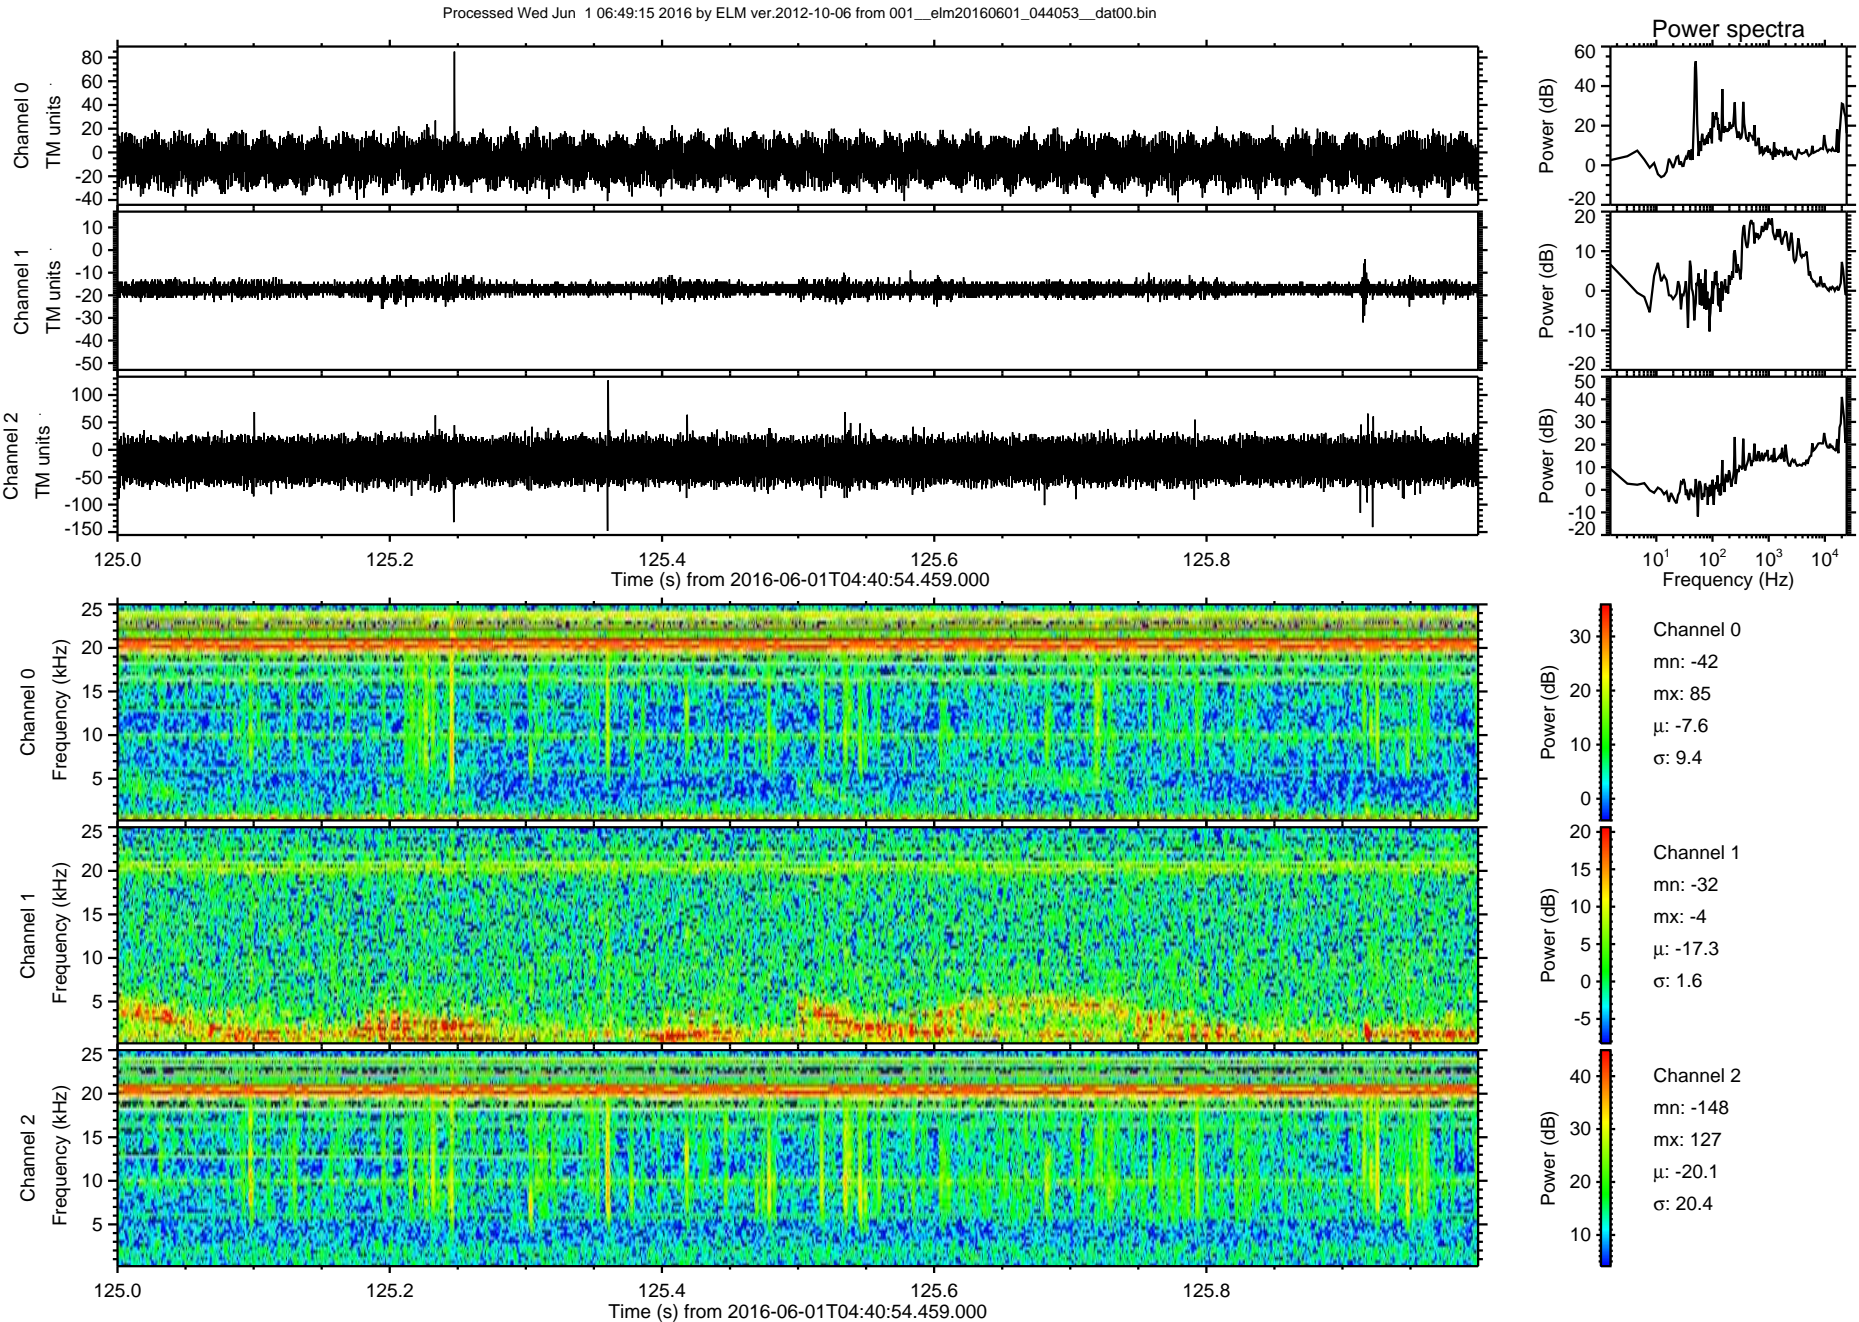 Processed Wed Jun  1 06:49:15 2016 by ELM ver.2012-10-06 from 001__elm20160601_044053__dat00.bin
Power spectra
Channel 0
TM units
80
60
40
20
0
-20
-40
Power (dB)
60
40
20
0
-20
Channel 1
TM units
10
0
-10
-20
-30
-40
-50
Power (dB)
20
10
0
-10
-20
Channel 2
TM units
100
50
0
-50
-100
-150
Power (dB)
50
40
30
20
10
0
-10
-20
125.0 125.2 125.4 125.6 125.8
Time (s) from 2016-06-01T04:40:54.459.000
10¹ 10² 10³ 10⁴
Frequency (Hz)
Channel 0
Frequency (kHz)
25
20
15
10
5
Power (dB)
30
20
10
0
Channel 0
mn: -42
mx: 85
μ: -7.6
σ: 9.4
Channel 1
Frequency (kHz)
25
20
15
10
5
Power (dB)
20
15
10
5
0
-5
Channel 1
mn: -32
mx: -4
μ: -17.3
σ: 1.6
Channel 2
Frequency (kHz)
25
20
15
10
5
Power (dB)
40
30
20
10
Channel 2
mn: -148
mx: 127
μ: -20.1
σ: 20.4
125.0 125.2 125.4 125.6 125.8
Time (s) from 2016-06-01T04:40:54.459.000